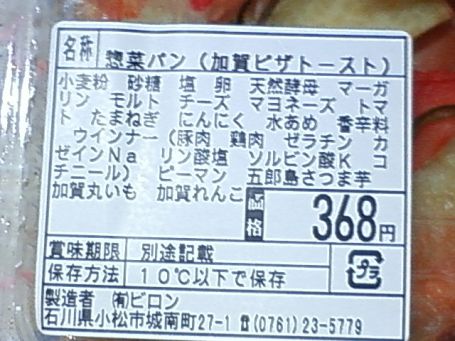 名称 惣菜パン（加賀ピザトースト）
小麦粉 砂糖 塩 卵 天然酵母 マーガ
リン モルト チーズ マヨネーズ トマ
ト たまねぎ にんにく 水あめ 香辛料
ウインナー（豚肉 鶏肉 ゼラチン カ
ゼインNa リン酸塩 ソルビン酸K コ
チニール） ピーマン 五郎島さつま芋
加賀丸いも 加賀れんこ
価格 368円
賞味期限 別途記載
保存方法 10℃以下で保存
プラ
製造者 ㈲ピロン
石川県小松市城南町27-1 ☎(0761)23-5779